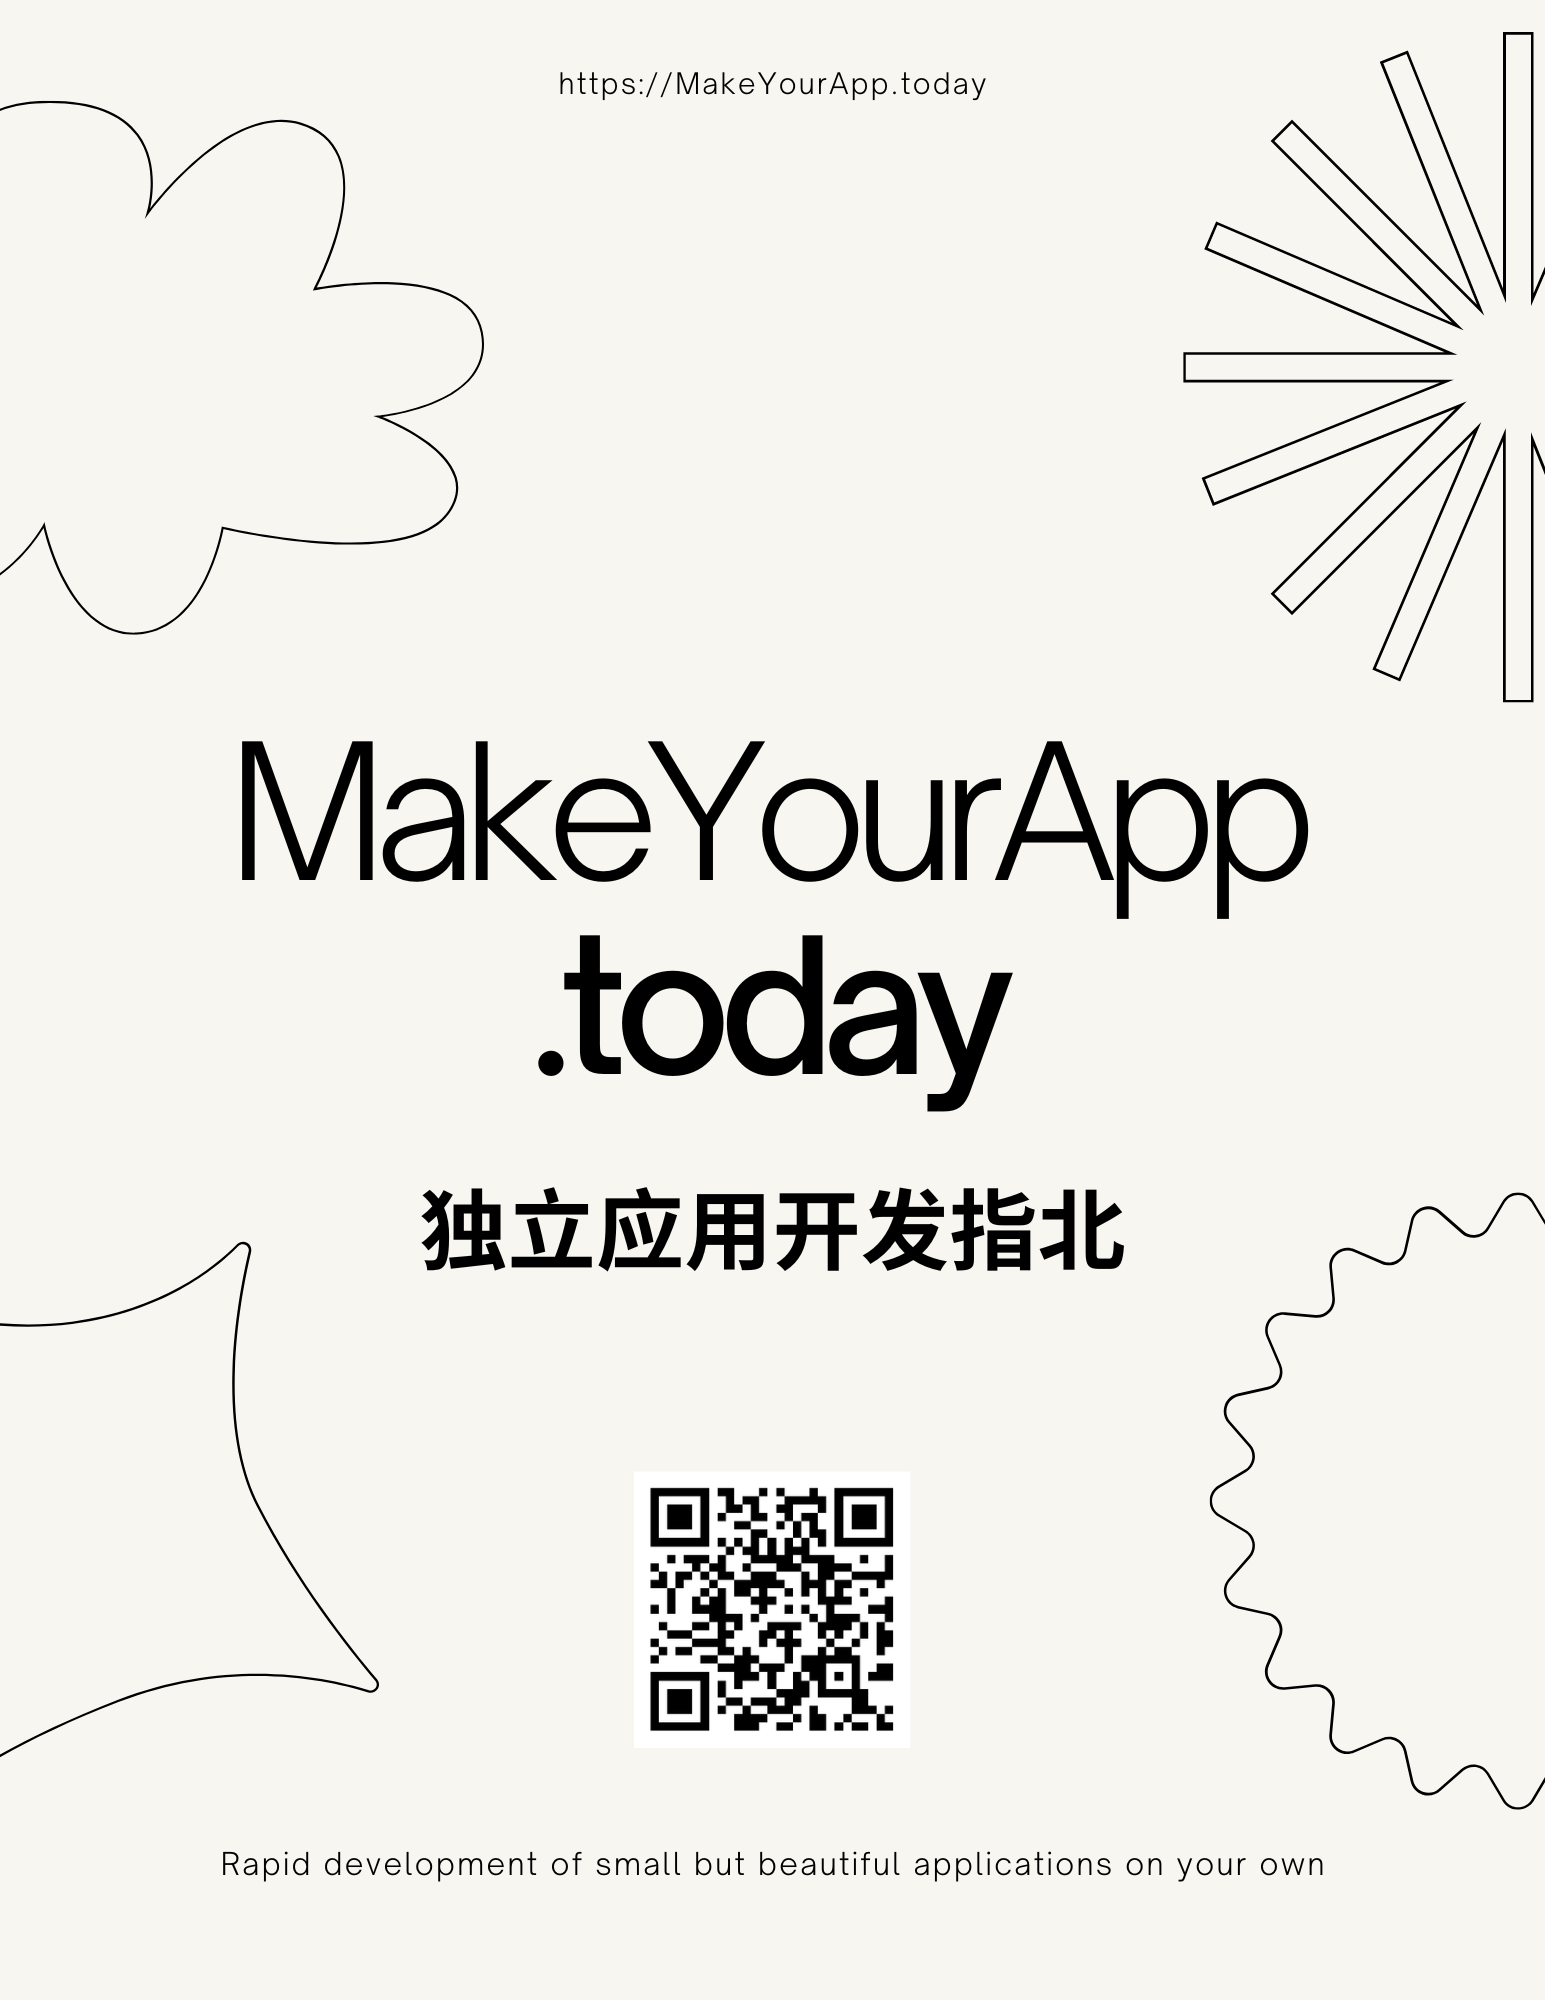 https://MakeYourApp.today
MakeYourApp
.today
独立应用开发指北
Rapid development of small but beautiful applications on your own